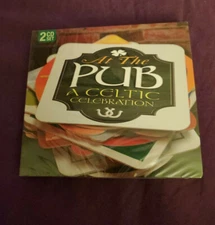 2 CD
SET
At The
PUB
A CELTIC
CELEBRATION